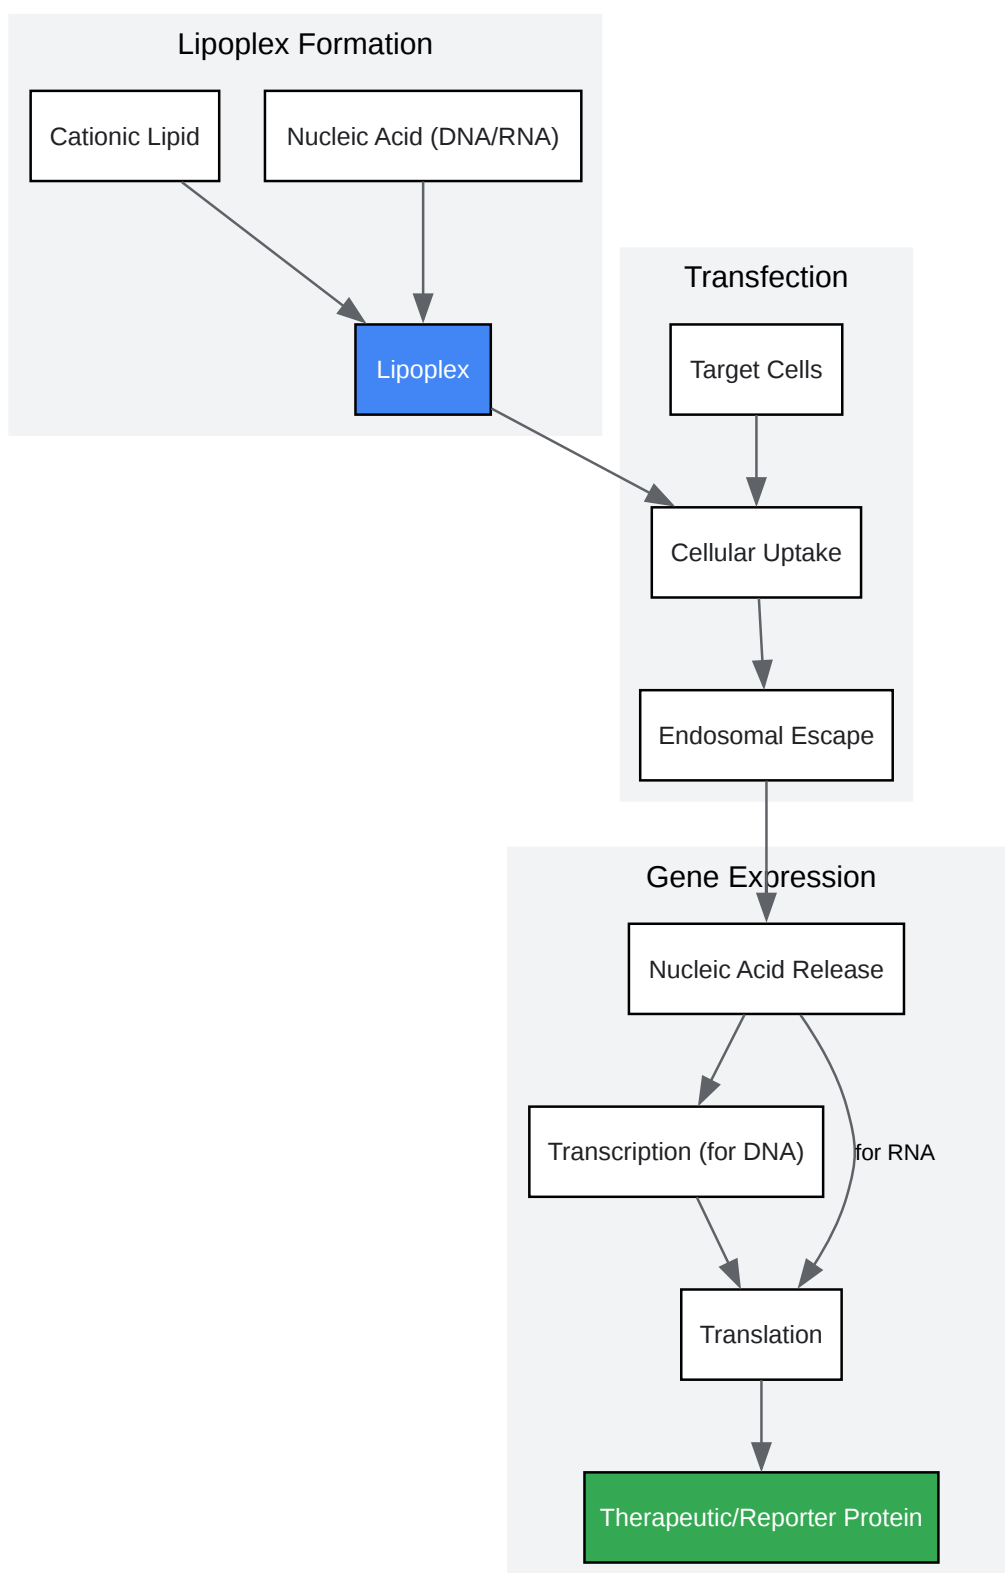 Lipoplex Formation
Cationic Lipid
Nucleic Acid (DNA/RNA)
Lipoplex
Transfection
Target Cells
Cellular Uptake
Endosomal Escape
Gene Expression
Nucleic Acid Release
Transcription (for DNA)
for RNA
Translation
Therapeutic/Reporter Protein